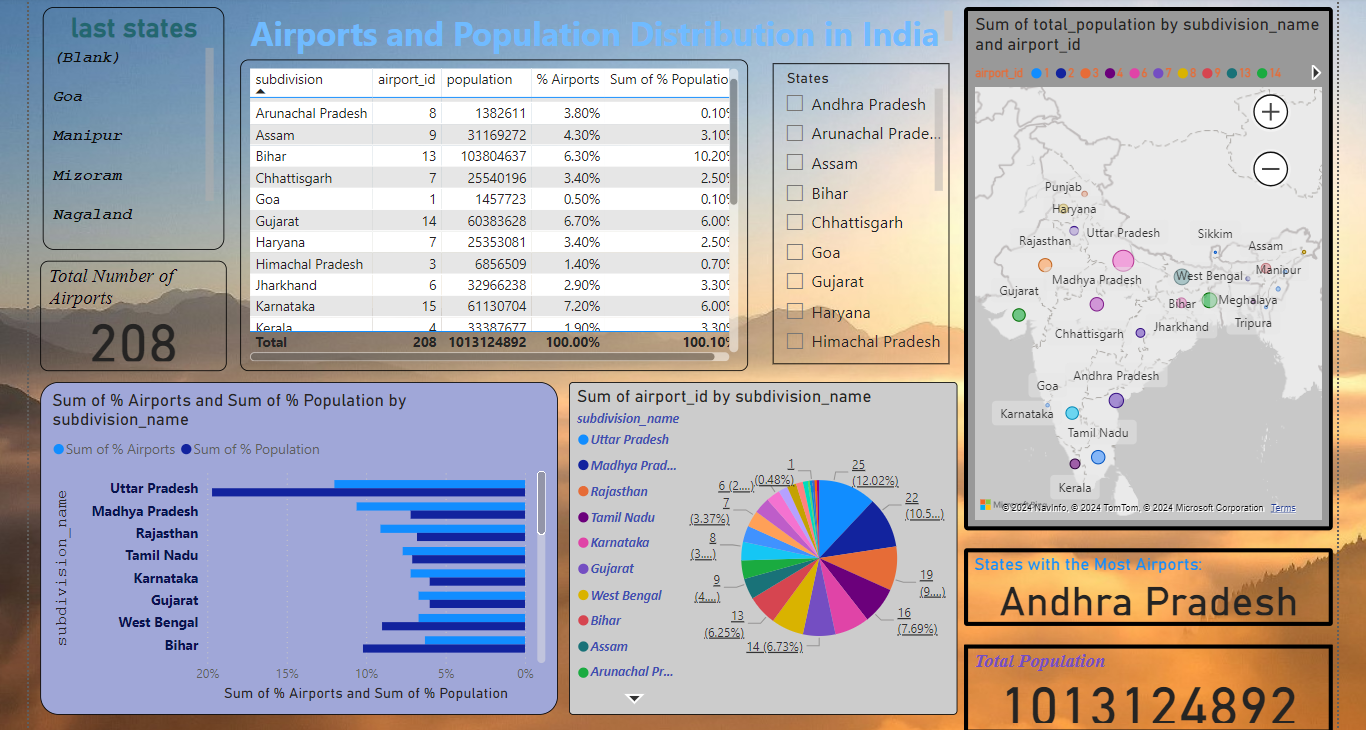 last states
(Blank)
Goa
Manipur
Mizoram
Nagaland
Total Number of
Airports
208
Airports and Population Distribution in India
subdivision airport_id population % Airports Sum of % Populatio
Arunachal Pradesh 8 1382611 3.80% 0.10%
Assam 9 31169272 4.30% 3.10%
Bihar 13 103804637 6.30% 10.20%
Chhattisgarh 7 25540196 3.40% 2.50%
Goa 1 1457723 0.50% 0.10%
Gujarat 14 60383628 6.70% 6.00%
Haryana 7 25353081 3.40% 2.50%
Himachal Pradesh 3 6856509 1.40% 0.70%
Jharkhand 6 32966238 2.90% 3.30%
Karnataka 15 61130704 7.20% 6.00%
Kerala 4 33387677 1.90% 3.30%
Total 208 1013124892 100.00% 100.10%
States
Andhra Pradesh
Arunachal Prade...
Assam
Bihar
Chhattisgarh
Goa
Gujarat
Haryana
Himachal Pradesh
Sum of total_population by subdivision_name
and airport_id
airport_id 1 2 3 4 6 7 8 9 13 14
Punjab
Haryana
Uttar Pradesh
Rajasthan
Sikkim
Assam
Madhya Pradesh
West Bengal
Manipur
Gujarat
Bihar
Meghalaya
Chhattisgarh
Jharkhand
Tripura
Andhra Pradesh
Goa
Karnataka
Tamil Nadu
Kerala
© 2024 NavInfo, © 2024 TomTom, © 2024 Microsoft Corporation Terms
Sum of % Airports and Sum of % Population by
subdivision_name
Sum of % Airports Sum of % Population
subdivision_name
Uttar Pradesh
Madhya Pradesh
Rajasthan
Tamil Nadu
Karnataka
Gujarat
West Bengal
Bihar
20% 15% 10% 5% 0%
Sum of % Airports and Sum of % Population
Sum of airport_id by subdivision_name
subdivision_name
Uttar Pradesh
Madhya Prad...
Rajasthan
Tamil Nadu
Karnataka
Gujarat
West Bengal
Bihar
Assam
Arunachal Pr...
25
(12.02%)
22
(10.5...)
19
(9....)
16
(7.69%)
14 (6.73%)
13
(6.25%)
9
(4....)
8
(3....)
7
(3.37%)
6 (2....)
1
(0.48%)
States with the Most Airports:
Andhra Pradesh
Total Population
1013124892